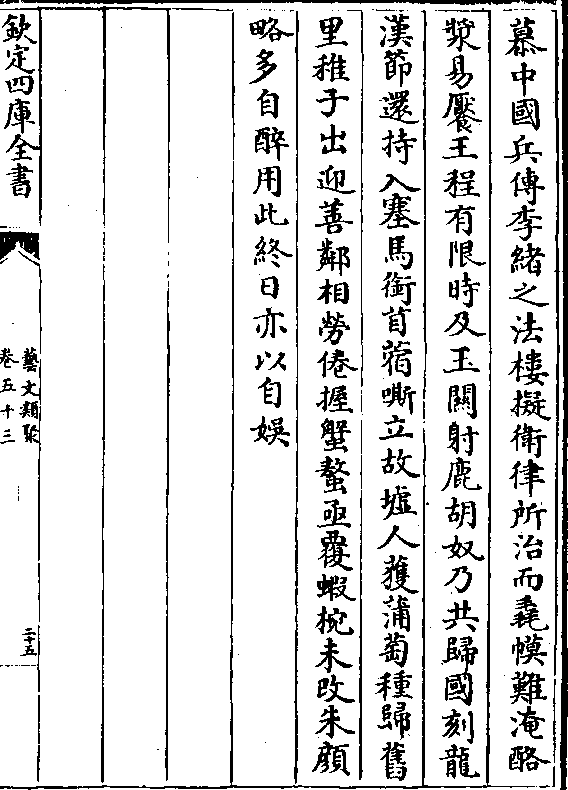 慕中國兵傳李緒之法樓擬衛律所治而毳幙難淹酪
漿易饜王程有限時及玉關射鹿胡奴乃共歸國刻龍
漢節還持入塞馬銜苜蓿嘶立故墟人獲蒲萄種歸舊
里稚子出迎善鄰相勞倦握蟹螯亟覆蝦椀未改朱顔
略多自醉用此終日亦以自娛
欽定四庫全書
藝文類聚
卷五十三
二十五